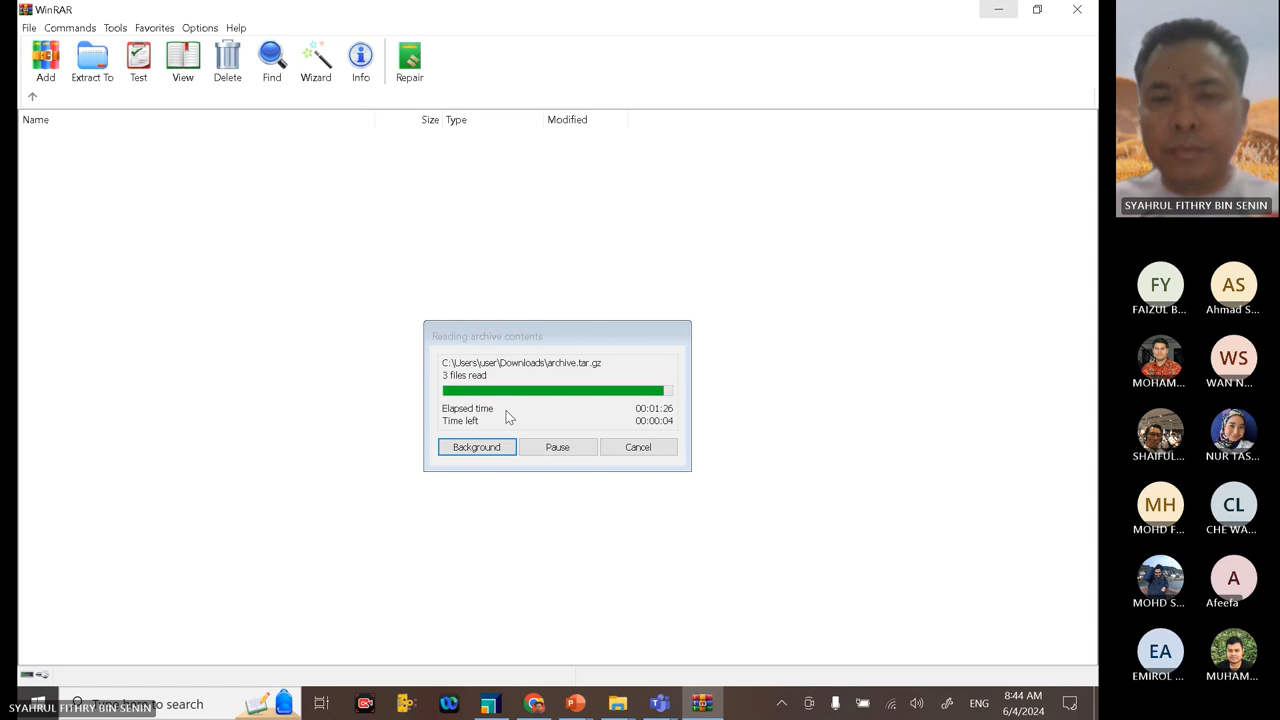 WinRAR
File Commands Tools Favorites Options Help
Add Extract To Test View Delete Find Wizard Info Repair
Name Size Type Modified
Reading archive contents
C:\Users\user\Downloads\archive.tar.gz
3 files read
Elapsed time 00:01:26
Time left 00:00:04
Background Pause Cancel
SYAHRUL FITHRY BIN SENIN
FY AS
FAIZUL B... Ahmad S...
WS
MOHAM... WAN N...
SHAIFUL... NUR TAS...
MH CL
MOHD F... CHE WA...
A
MOHD S... Afeefa
EA
EMIROL ... MUHAM...
Type here to search
ENG
8:44 AM
6/4/2024
SYAHRUL FITHRY BIN SENIN